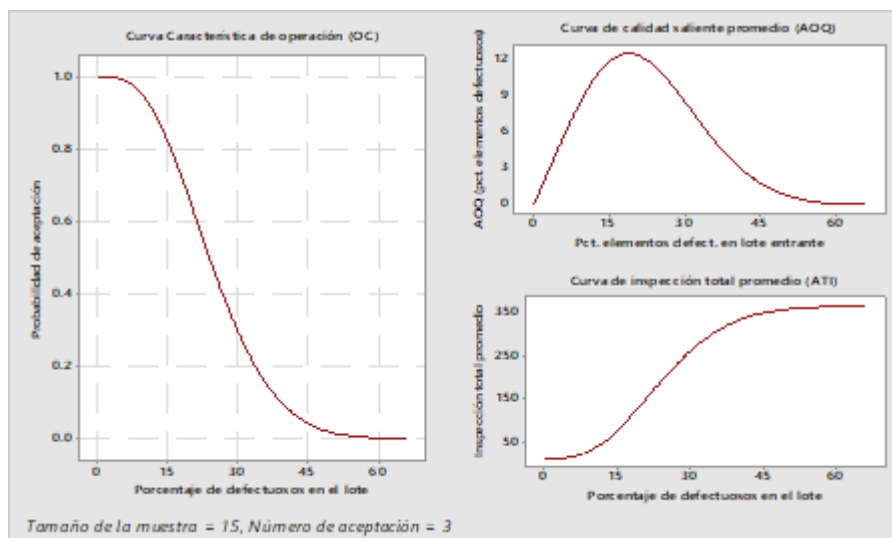 Curva Característica de operación (OC)
Probabilidad de aceptación
1.0
0.8
0.6
0.4
0.2
0.0
0 15 30 45 60
Porcentaje de defectuosos en el lote
Curva de calidad saliente promedio (AOQ)
AOQ (pct. elementos defectuosos)
12
9
6
3
0
0 15 30 45 60
Pct. elementos defect. en lote entrante
Curva de inspección total promedio (ATI)
Inspección total promedio
350
250
150
50
0 15 30 45 60
Porcentaje de defectuosos en el lote
Tamaño de la muestra = 15, Número de aceptación = 3